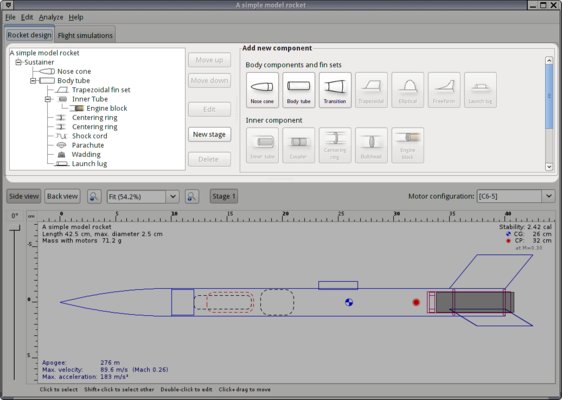 A simple model rocket
File Edit Analyze Help
Rocket design Flight simulations
A simple model rocket
Sustainer
Nose cone
Body tube
Trapezoidal fin set
Inner Tube
Engine block
Centering ring
Centering ring
Shock cord
Parachute
Wadding
Launch lug
Move up
Move down
Edit
New stage
Delete
Add new component
Body components and fin sets
Nose cone Body tube Transition Trapezoidal Elliptical Freeform Launch lug
Inner component
Inner tube Coupler Centering ring Bulkhead Engine block
Side view Back view Fit (54.2%) Stage 1 Motor configuration: [C6-5]
0° cm 0 5 10 15 20 25 30 35 40
-5
0
5
A simple model rocket
Length 42.5 cm, max. diameter 2.5 cm
Mass with motors 71.2 g
Stability: 2.42 cal
CG: 26 cm
CP: 32 cm
at M=0.30
Apogee: 276 m
Max. velocity: 89.6 m/s (Mach 0.26)
Max. acceleration: 183 m/s²
Click to select Shift+click to select other Double-click to edit Click+drag to move